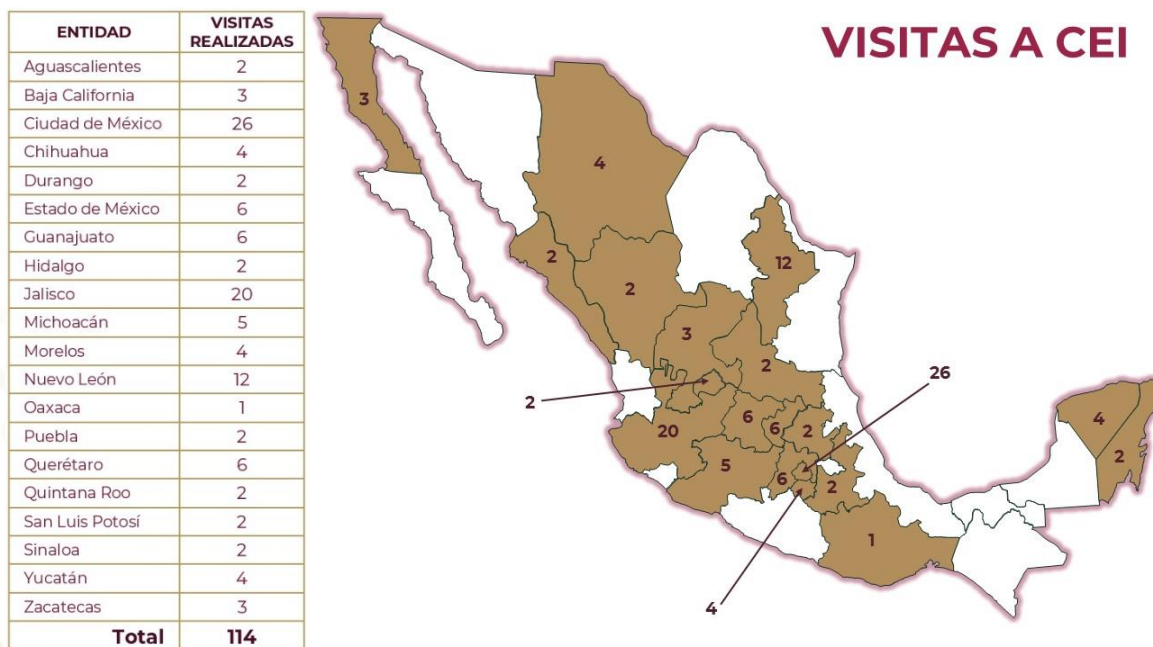 VISITAS A CEI
ENTIDAD VISITAS REALIZADAS
Aguascalientes 2
Baja California 3
Ciudad de México 26
Chihuahua 4
Durango 2
Estado de México 6
Guanajuato 6
Hidalgo 2
Jalisco 20
Michoacán 5
Morelos 4
Nuevo León 12
Oaxaca 1
Puebla 2
Querétaro 6
Quintana Roo 2
San Luis Potosí 2
Sinaloa 2
Yucatán 4
Zacatecas 3
Total 114
3
4
2
12
2
3
2
26
2
20
6
6
2
4
2
5
6
2
1
4